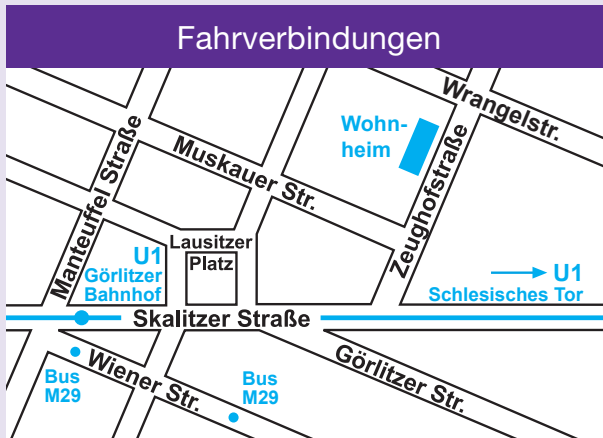 Fahrverbindungen
Wrangelstr.
Wohn-
heim
Manteuffel Straße
Muskauer Str.
Zeughofstraße
Lausitzer
Platz
U1
Görlitzer
Bahnhof
U1
Schlesisches Tor
Skalitzer Straße
Görlitzer Str.
Wiener Str.
Bus
M29
Bus
M29